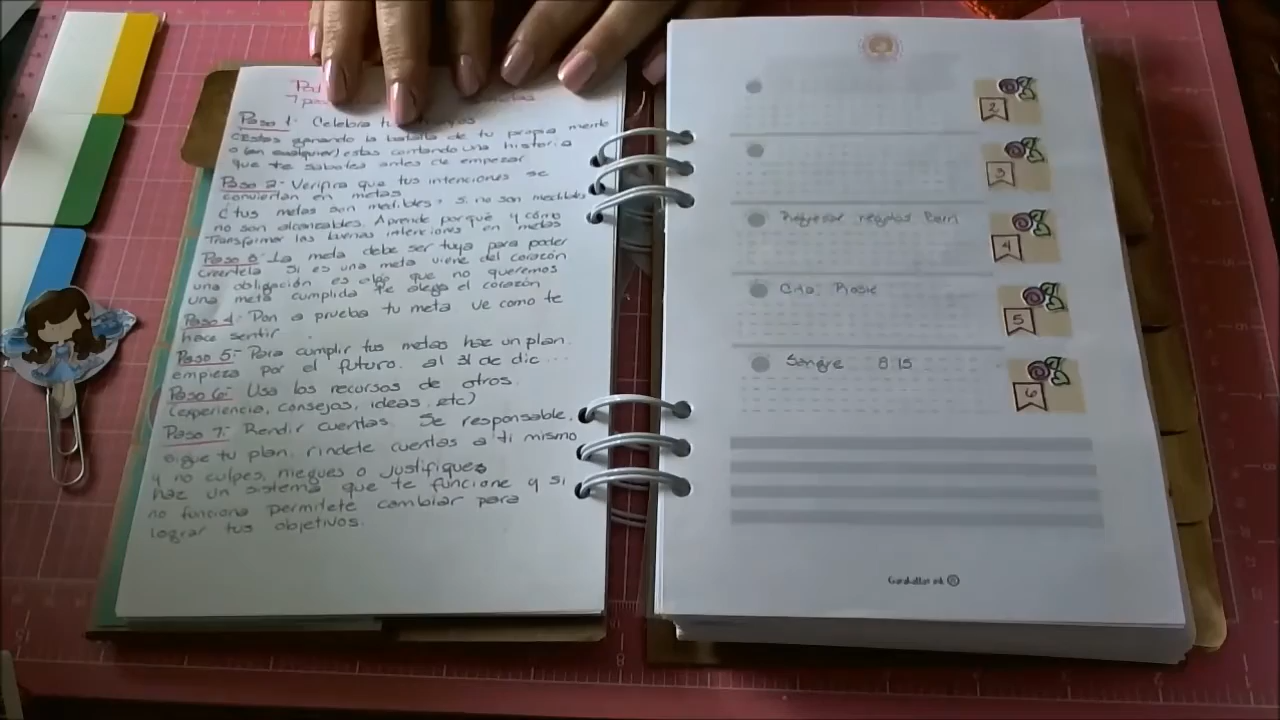 7
Paso 1:- Celebra tu
(estas ganando la batalla de tu propia mente
o tan cualquier) estas contando una historia
que te sabotea antes de empezar
Paso 2:- Verifica que tus intenciones se
conviertan en metas
¿tus metas son medibles? si no son medibles
no son alcanzables. Aprende porqué y cómo
Transformar las buenas intenciones en metas
Paso 3 -La meta debe ser tuya para poder
creertela Si es una meta viene del corazón
una obligación es algo que no queremos
una meta cumplida te alegra el corazón
Paso 4:- Pon a prueba tu meta ve como te
hace sentir.
Paso 5:- Para cumplir tus metas haz un plan.
empieza por el futuro. al 31 de dic...
Paso 6:- Usa los recursos de otros.
(experiencia, consejos, ideas, etc)
Paso 7:- Rendir cuentas. Se responsable,
sigue tu plan, rindete cuentas a ti mismo
y no culpes, niegues o justifiques
haz un sistema que te funcione y si
no funciona permitete cambiar para
lograr tus objetivos.
2
3
Regresar regalos
4
Cita: Rosie
5
Sangre 8:15
6